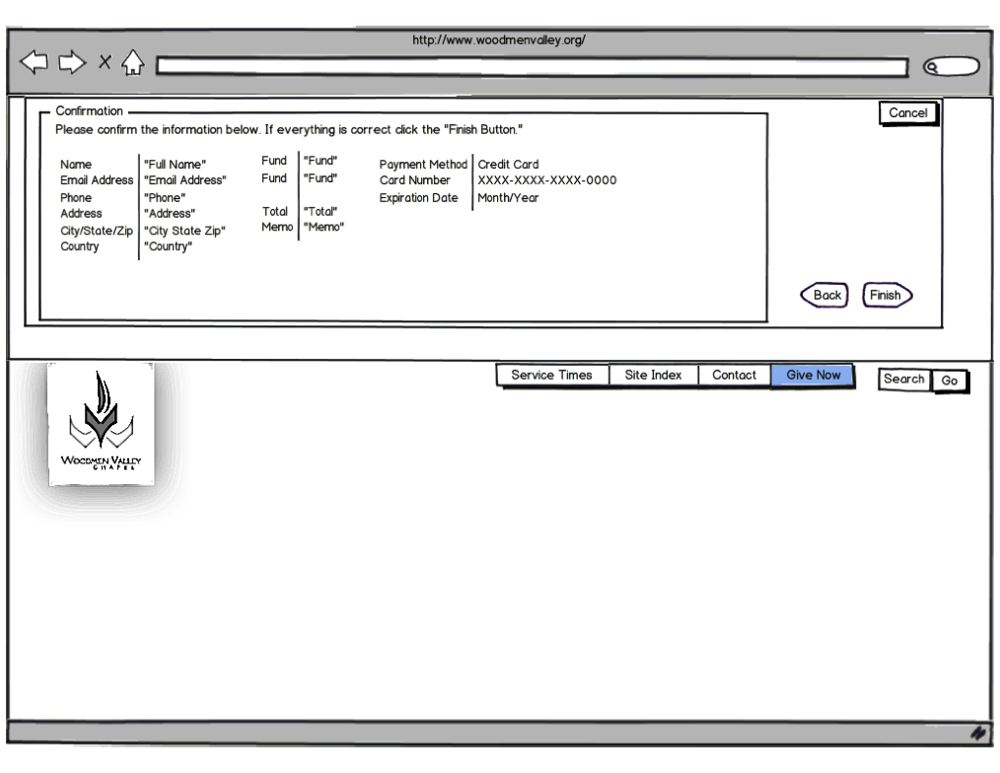 http://www.woodmenvalley.org/
Confirmation
Cancel
Please confirm the information below. If everything is correct click the "Finish Button."
Name "Full Name"
Email Address "Email Address"
Phone "Phone"
Address "Address"
City/State/Zip "City State Zip"
Country "Country"
Fund "Fund"
Fund "Fund"
Total "Total"
Memo "Memo"
Payment Method Credit Card
Card Number XXXX-XXXX-XXXX-0000
Expiration Date Month/Year
Back Finish
Service Times Site Index Contact Give Now Search Go
WOODMEN VALLEY
CHAPEL